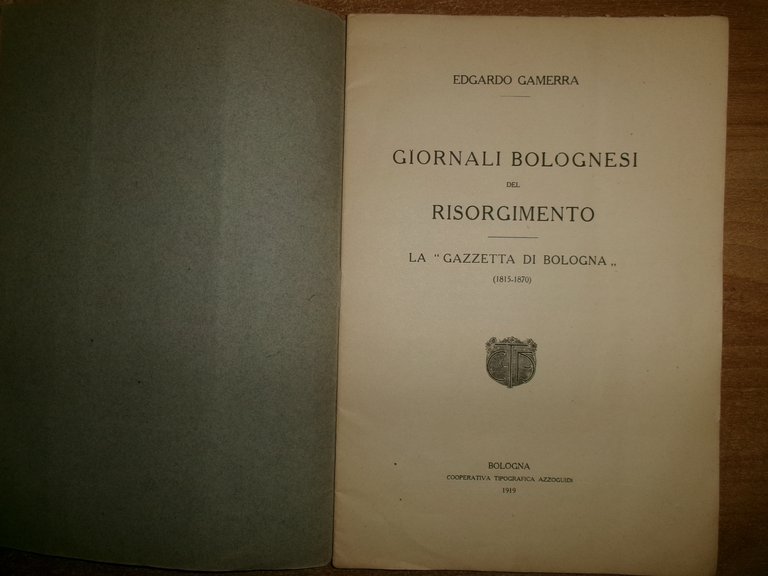 EDGARDO GAMERRA
GIORNALI BOLOGNESI
DEL
RISORGIMENTO
LA " GAZZETTA DI BOLOGNA „
(1815-1870)
BOLOGNA
COOPERATIVA TIPOGRAFICA AZZOGUIDI
1919